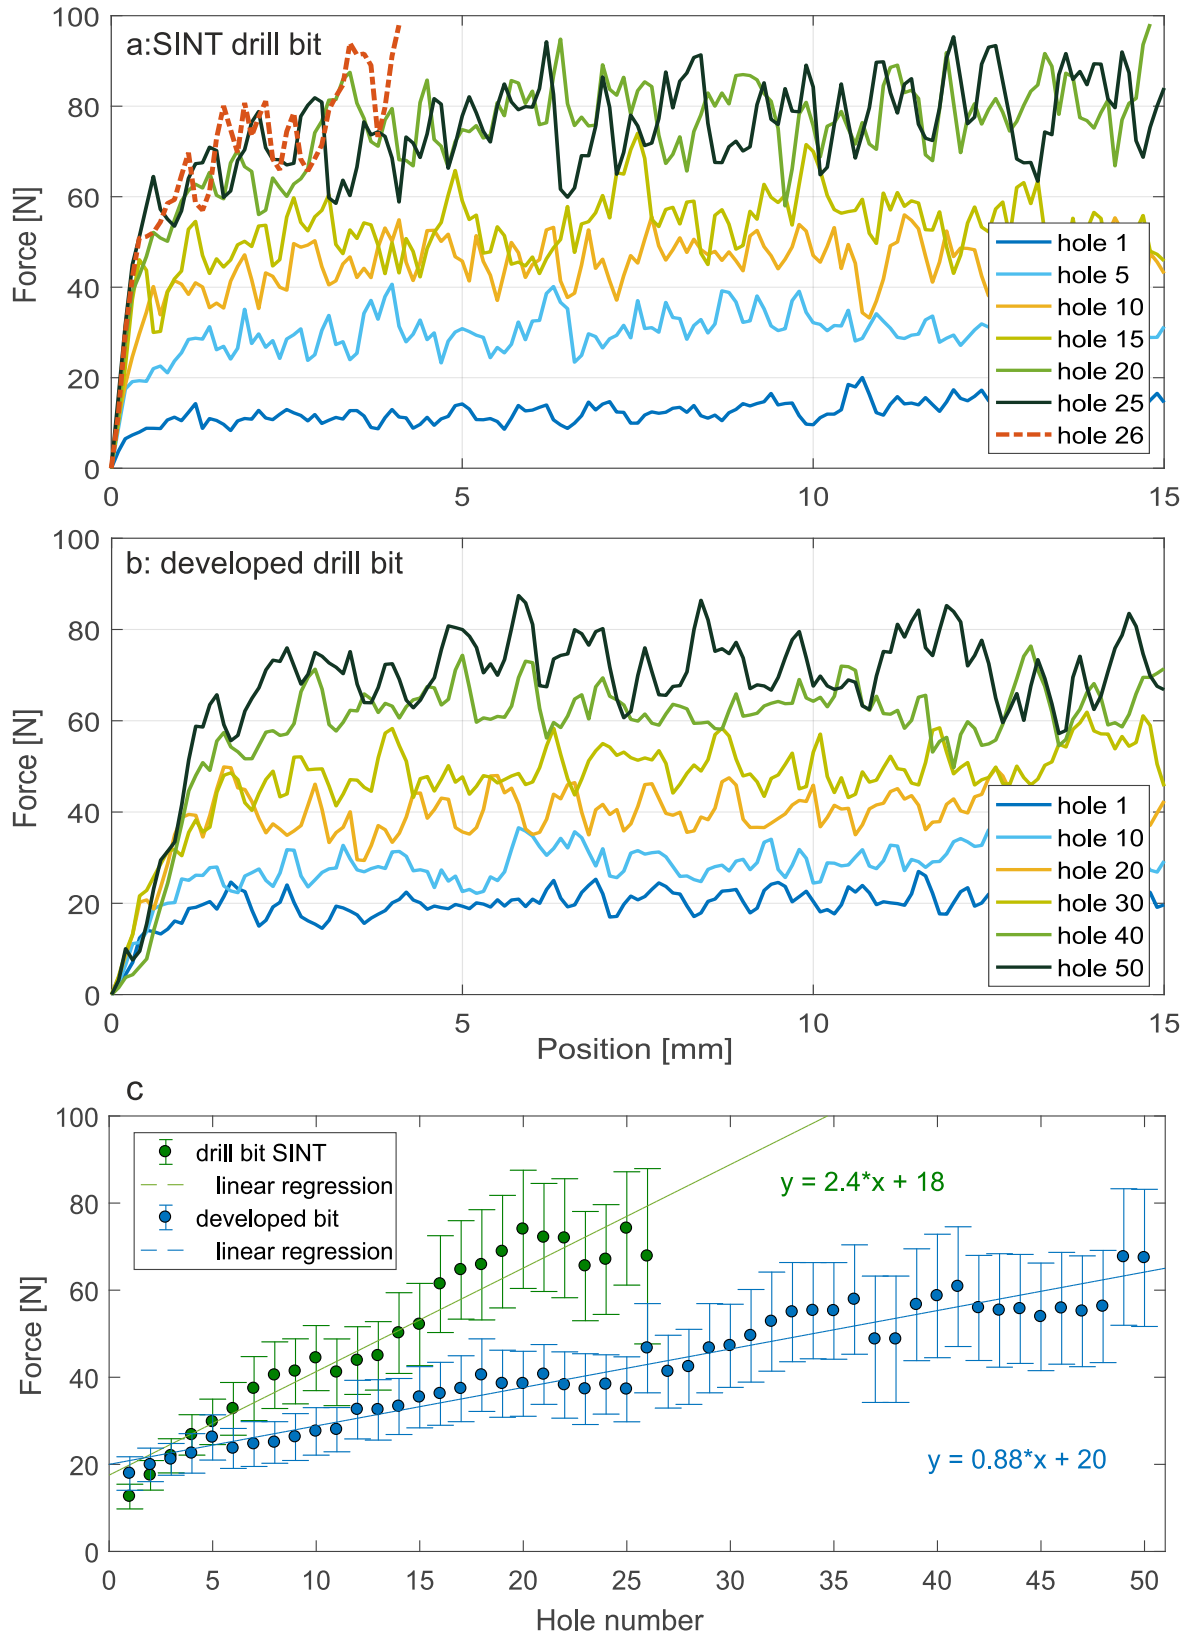 a:SINT drill bit
Force [N]
100
80
60
40
20
0
0 5 10 15
hole 1
hole 5
hole 10
hole 15
hole 20
hole 25
hole 26
b: developed drill bit
Force [N]
100
80
60
40
20
0
0 5 10 15
Position [mm]
hole 1
hole 10
hole 20
hole 30
hole 40
hole 50
c
Force [N]
100
80
60
40
20
0
drill bit SINT
linear regression
developed bit
linear regression
y = 2.4*x + 18
y = 0.88*x + 20
0 5 10 15 20 25 30 35 40 45 50
Hole number